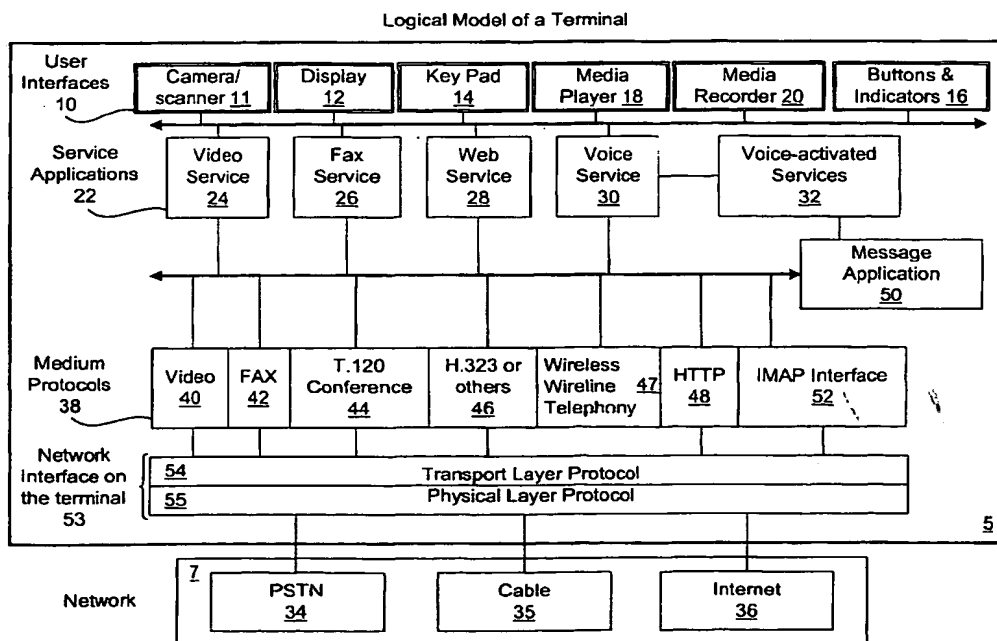 Logical Model of a Terminal
User
Interfaces
10
Camera/
scanner 11
Display
12
Key Pad
14
Media
Player 18
Media
Recorder 20
Buttons &
Indicators 16
Service
Applications
22
Video
Service
24
Fax
Service
26
Web
Service
28
Voice
Service
30
Voice-activated
Services
32
Message
Application
50
Medium
Protocols
38
Video
40
FAX
42
T.120
Conference
44
H.323 or
others
46
Wireless
Wireline
Telephony
47
HTTP
48
IMAP Interface
52
Network
Interface on
the terminal
53
54
Transport Layer Protocol
55
Physical Layer Protocol
5
7
Network
PSTN
34
Cable
35
Internet
36